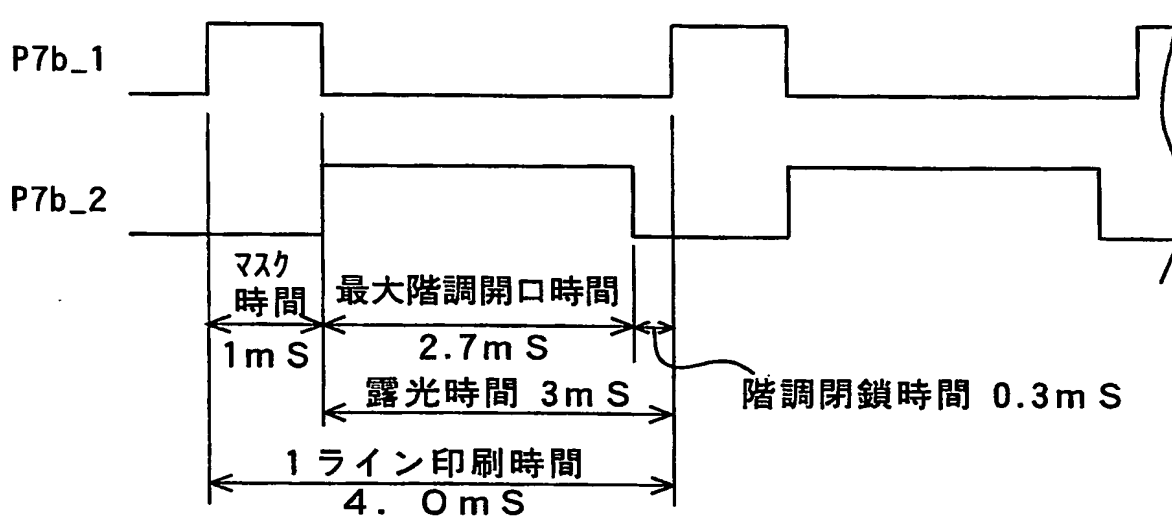 P7b_1
P7b_2
マスク
時間
1mS
最大階調開口時間
2.7mS
露光時間 3mS
階調閉鎖時間 0.3mS
1ライン印刷時間
4.0mS